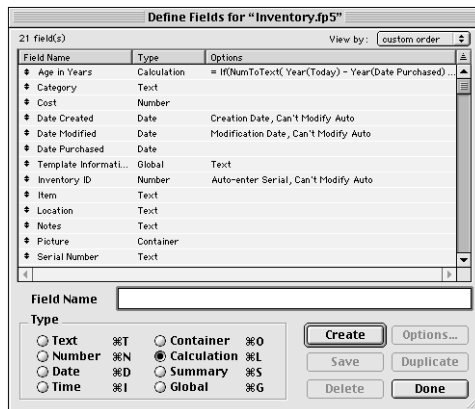 Define Fields for “Inventory.fp5”
21 field(s) View by: custom order
Field Name Type Options
Age in Years Calculation = If(NumToText( Year(Today) - Year(Date Purchased) ...
Category Text
Cost Number
Date Created Date Creation Date, Can't Modify Auto
Date Modified Date Modification Date, Can't Modify Auto
Date Purchased Date
Template Informati... Global Text
Inventory ID Number Auto-enter Serial, Can't Modify Auto
Item Text
Location Text
Notes Text
Picture Container
Serial Number Text
Field Name
Type
Text ⌘T Container ⌘O
Number ⌘N Calculation ⌘L
Date ⌘D Summary ⌘S
Time ⌘I Global ⌘G
Create Options...
Save Duplicate
Delete Done